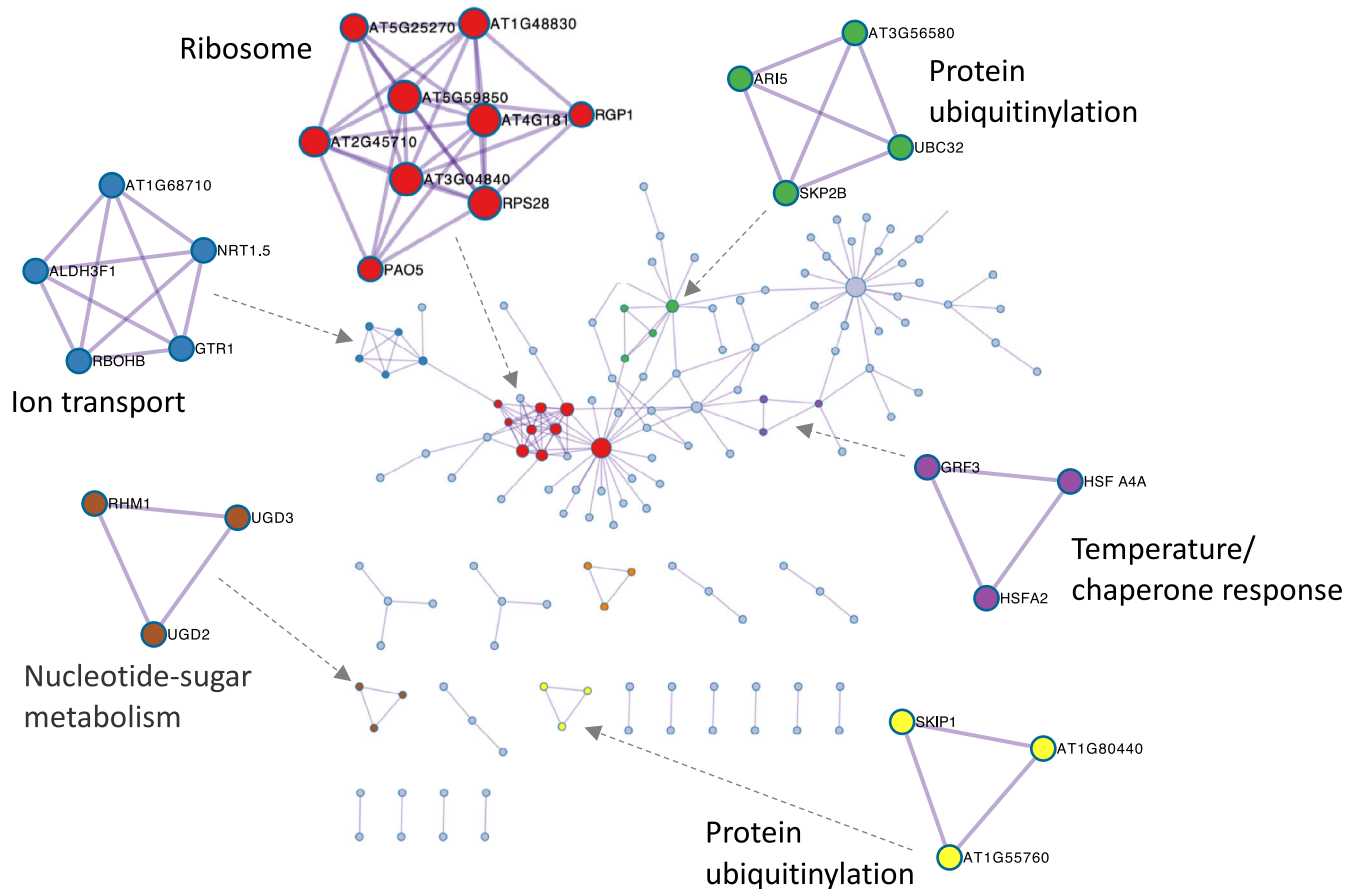 Ribosome
AT5G25270
AT1G48830
AT5G59850
AT4G181
RGP1
AT2G45710
AT3G04840
RPS28
PAO5
AT3G56580
ARI5
UBC32
SKP2B
Protein
ubiquitinylation
AT1G68710
NRT1.5
ALDH3F1
GTR1
RBOHB
Ion transport
GRF3
HSF A4A
HSFA2
Temperature/
chaperone response
RHM1
UGD3
UGD2
Nucleotide-sugar
metabolism
SKIP1
AT1G80440
AT1G55760
Protein
ubiquitinylation